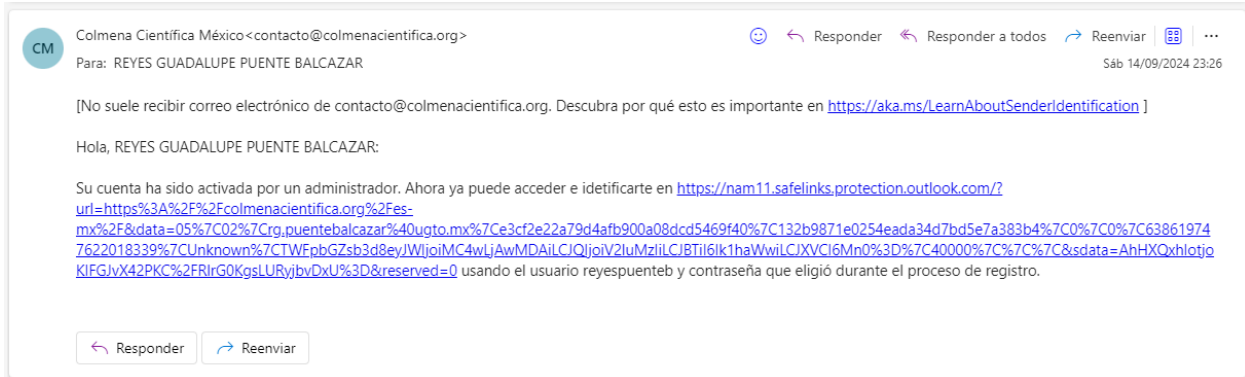 CM
Colmena Científica México<contacto@colmenacientifica.org>
Responder
Responder a todos
Reenviar
Para: REYES GUADALUPE PUENTE BALCAZAR
Sáb 14/09/2024 23:26
[No suele recibir correo electrónico de contacto@colmenacientifica.org. Descubra por qué esto es importante en https://aka.ms/LearnAboutSenderIdentification ]
Hola, REYES GUADALUPE PUENTE BALCAZAR:
Su cuenta ha sido activada por un administrador. Ahora ya puede acceder e idetificarte en https://nam11.safelinks.protection.outlook.com/?
url=https%3A%2F%2Fcolmenacientifica.org%2Fes-
mx%2F&data=05%7C02%7Crg.puentebalcazar%40ugto.mx%7Ce3cf2e22a79d4afb900a08dcd5469f40%7C132b9871e0254eada34d7bd5e7a383b4%7C0%7C0%7C63861974
7622018339%7CUnknown%7CTWFpbGZsb3d8eyJWIjoiMC4wLjAwMDAiLCJQIjoiV2luMzIiLCJBTiI6Ik1haWwiLCJXVCI6Mn0%3D%7C40000%7C%7C%7C&sdata=AhHXQxhlotjo
KIFGJvX42PKC%2FRIrG0KgsLURyjbvDxU%3D&reserved=0 usando el usuario reyespuenteb y contraseña que eligió durante el proceso de registro.
Responder
Reenviar